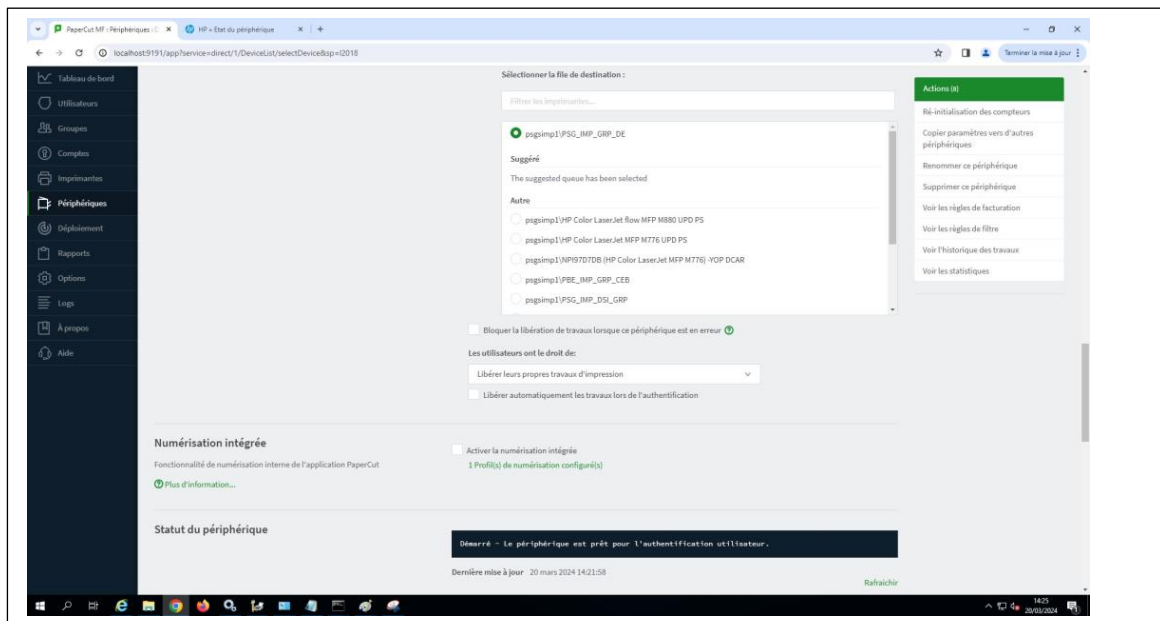 PaperCut MF : Périphériques : D
HP « Etat du périphérique
localhost:9191/app?service=direct/1/DeviceList/selectDevice&sp=l2018
Terminer la mise à jour
Tableau de bord
Utilisateurs
Groupes
Comptes
Imprimantes
Périphériques
Déploiement
Rapports
Options
Logs
À propos
Aide
Sélectionner la file de destination :
Filtrer les imprimantes...
psgsimp1\PSG_IMP_GRP_DE
Suggéré
The suggested queue has been selected
Autre
psgsimp1\HP Color LaserJet flow MFP M880 UPD PS
psgsimp1\HP Color LaserJet MFP M776 UPD PS
psgsimp1\NPI97D7DB (HP Color LaserJet MFP M776) -YOP DCAR
psgsimp1\PBE_IMP_GRP_CEB
psgsimp1\PSG_IMP_DSI_GRP
Bloquer la libération de travaux lorsque ce périphérique est en erreur
Les utilisateurs ont le droit de:
Libérer leurs propres travaux d'impression
Libérer automatiquement les travaux lors de l'authentification
Numérisation intégrée
Fonctionnalité de numérisation interne de l'application PaperCut
Plus d'information...
Activer la numérisation intégrée
1 Profil(s) de numérisation configuré(s)
Statut du périphérique
Démarré - Le périphérique est prêt pour l'authentification utilisateur.
Dernière mise à jour 20 mars 2024 14:21:58
Rafraichir
Actions (8)
Ré-initialisation des compteurs
Copier paramètres vers d'autres
périphériques
Renommer ce périphérique
Supprimer ce périphérique
Voir les règles de facturation
Voir les règles de filtre
Voir l'historique des travaux
Voir les statistiques
14:25
20/03/2024